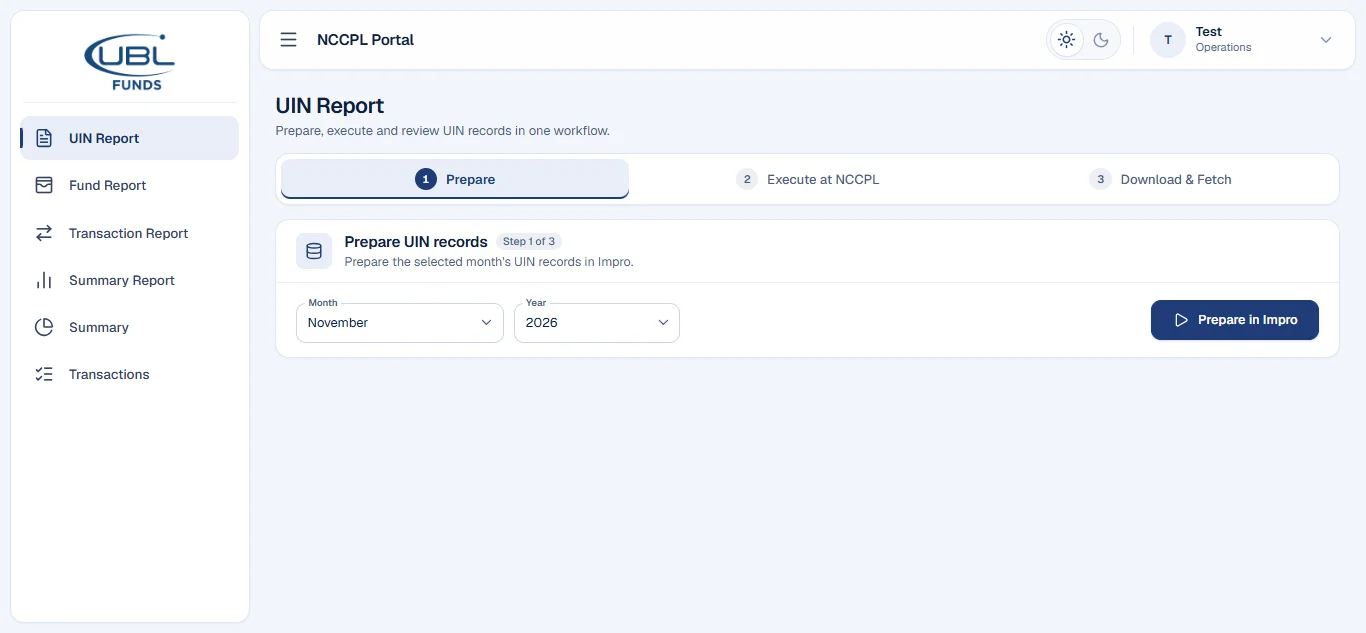 UBL
FUNDS
UIN Report
Fund Report
Transaction Report
Summary Report
Summary
Transactions
NCCPL Portal
T
Test
Operations
UIN Report
Prepare, execute and review UIN records in one workflow.
1 Prepare
2 Execute at NCCPL
3 Download & Fetch
Prepare UIN records Step 1 of 3
Prepare the selected month's UIN records in Impro.
Month
November
Year
2026
Prepare in Impro